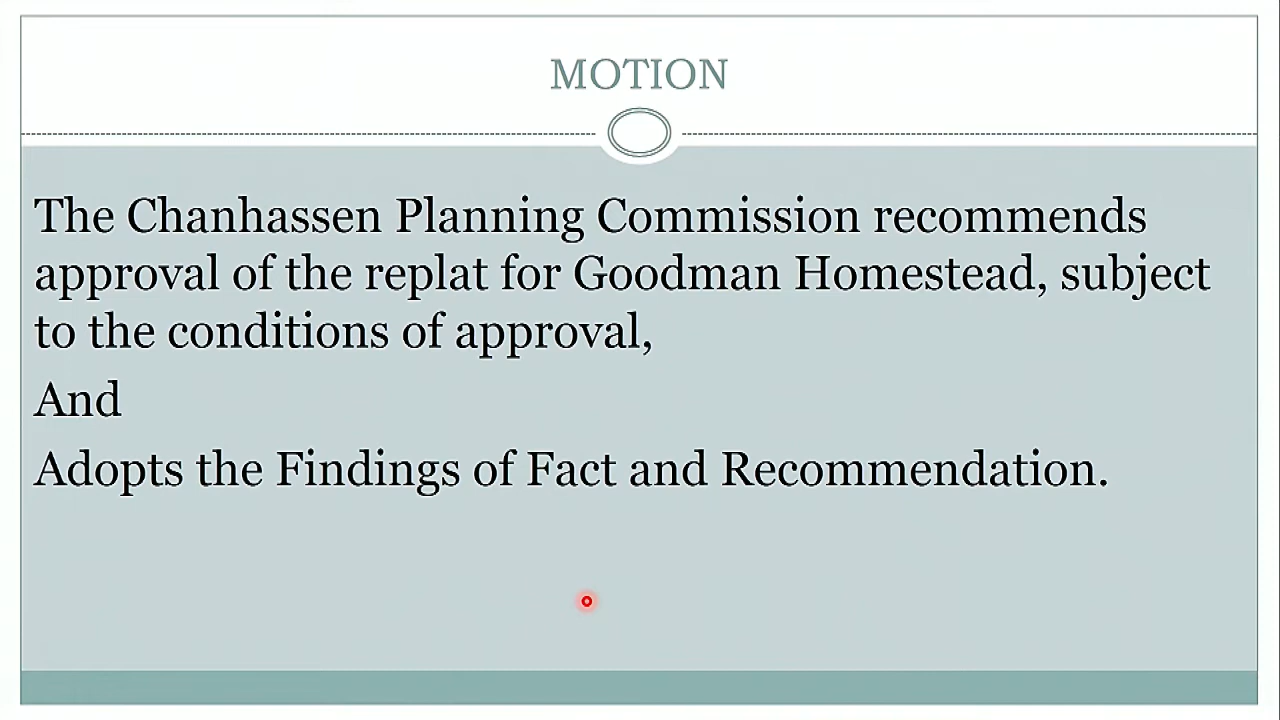 MOTION
The Chanhassen Planning Commission recommends
approval of the replat for Goodman Homestead, subject
to the conditions of approval,
And
Adopts the Findings of Fact and Recommendation.